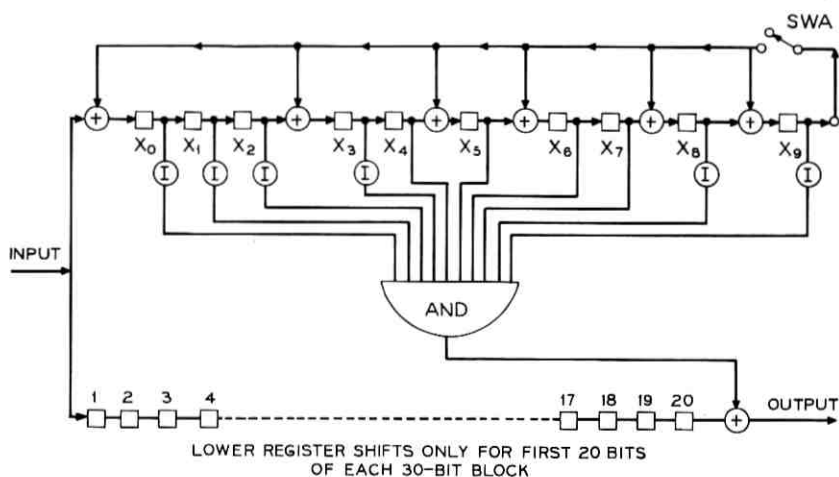 SWA
+ + + + + +
X₀ X₁ X₂ X₃ X₄ X₅ X₆ X₇ X₈ X₉
I I I I I I
INPUT
AND
1 2 3 4 17 18 19 20
+
OUTPUT
LOWER REGISTER SHIFTS ONLY FOR FIRST 20 BITS
OF EACH 30-BIT BLOCK